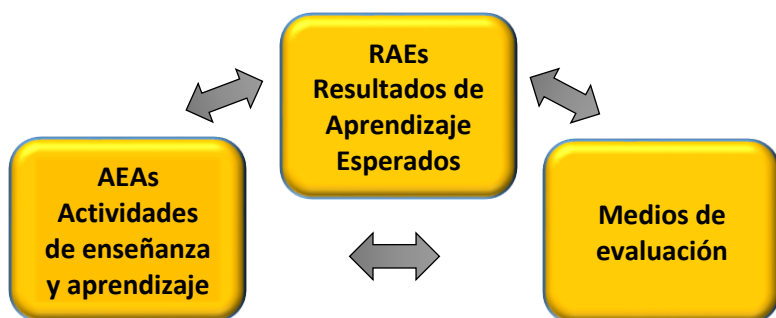 RAEs
Resultados de
Aprendizaje
Esperados
AEAs
Actividades
de enseñanza
y aprendizaje
Medios de
evaluación